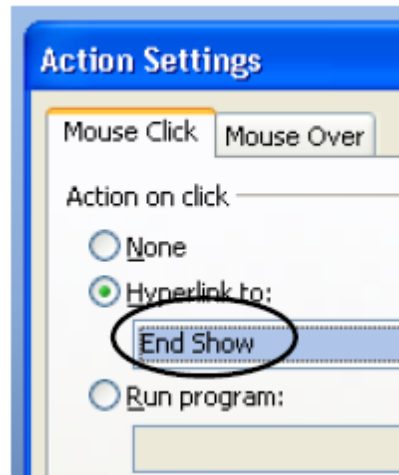 Action Settings
Mouse Click Mouse Over
Action on click
None
Hyperlink to:
End Show
Run program: